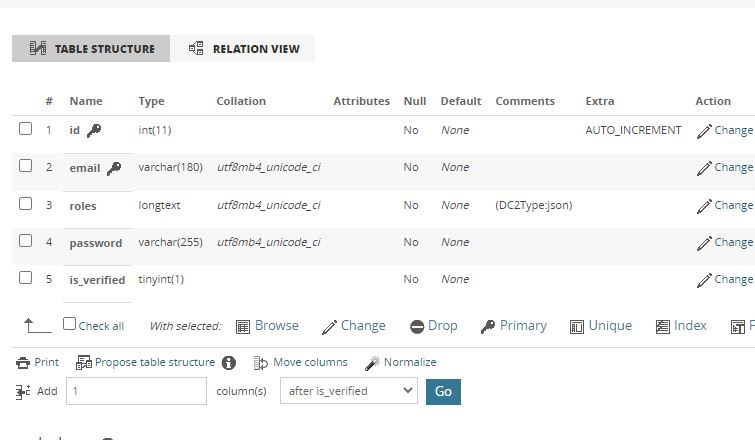 TABLE STRUCTURE RELATION VIEW
# Name Type Collation Attributes Null Default Comments Extra Action
1 id int(11) No None AUTO_INCREMENT Change
2 email varchar(180) utf8mb4_unicode_ci No None Change
3 roles longtext utf8mb4_unicode_ci No None (DC2Type:json) Change
4 password varchar(255) utf8mb4_unicode_ci No None Change
5 is_verified tinyint(1) No None Change
Check all With selected: Browse Change Drop Primary Unique Index F
Print Propose table structure Move columns Normalize
Add 1 column(s) after is_verified Go